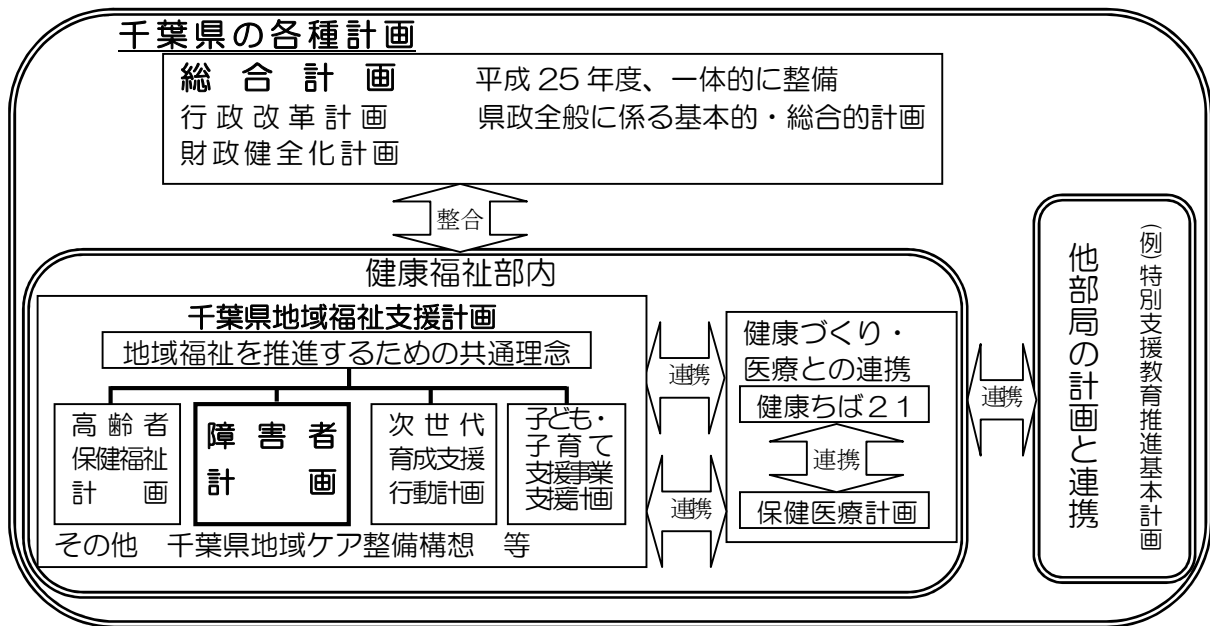 千葉県の各種計画
総合計画 平成25年度、一体的に整備
行政改革計画 県政全般に係る基本的・総合的計画
財政健全化計画
整合
健康福祉部内
千葉県地域福祉支援計画
地域福祉を推進するための共通理念
高齢者
保健福祉
計画
障害者
計画
次世代
育成支援
行動計画
子ども・
子育て
支援事業
支援計画
その他 千葉県地域ケア整備構想 等
連携
連携
健康づくり・
医療との連携
健康ちば21
連携
保健医療計画
連携
他部局の計画と連携
(例)特別支援教育推進基本計画